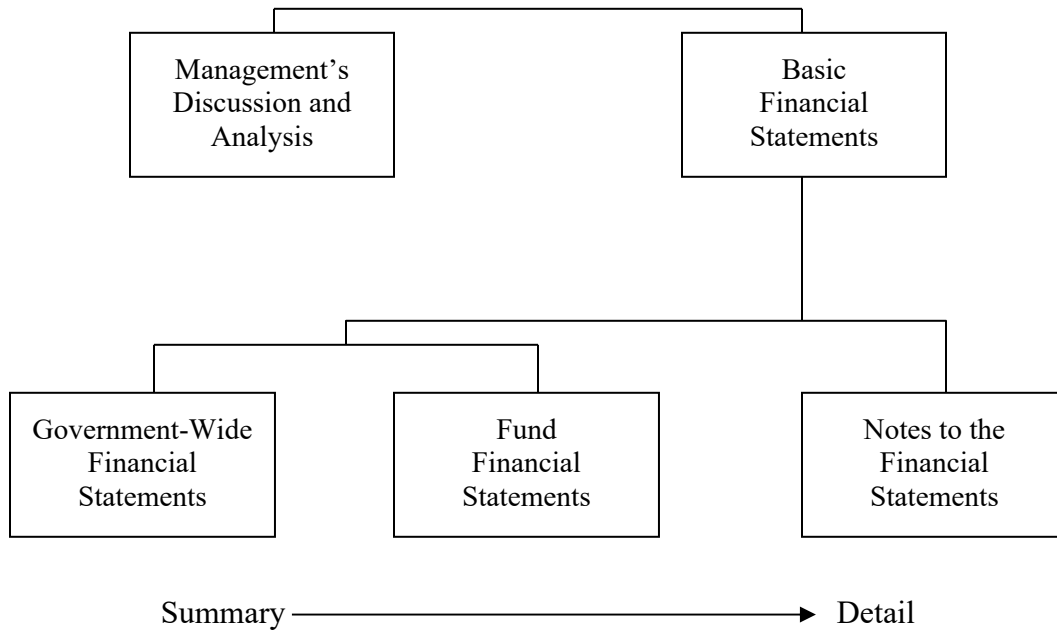 Management’s
Discussion and
Analysis
Basic
Financial
Statements
Government-Wide
Financial
Statements
Fund
Financial
Statements
Notes to the
Financial
Statements
Summary
Detail